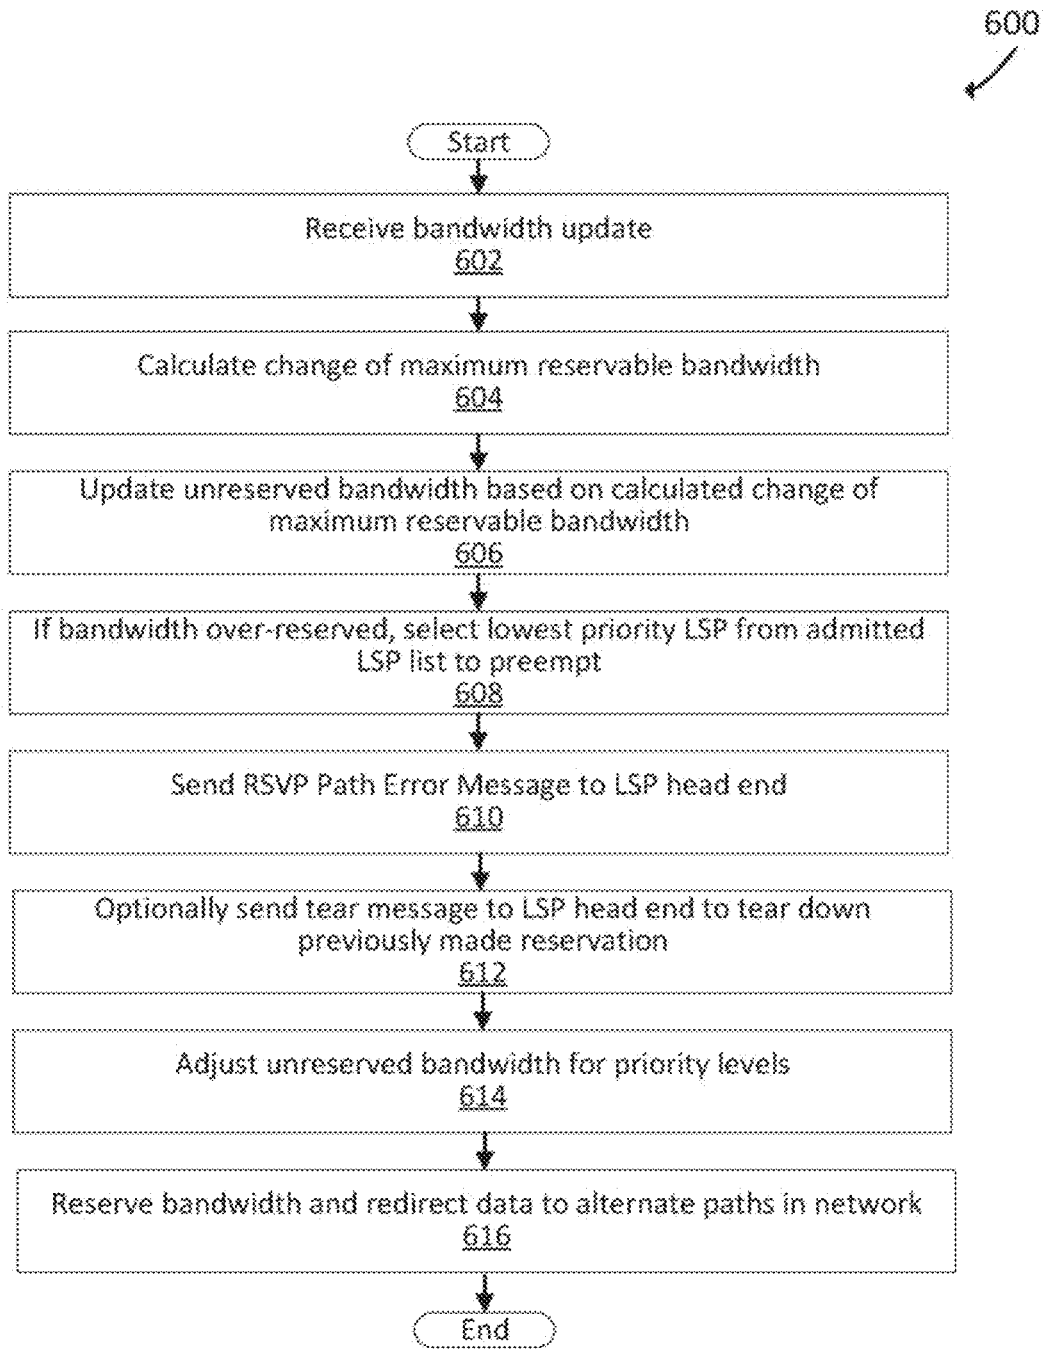 600
Start
Receive bandwidth update
602
Calculate change of maximum reservable bandwidth
604
Update unreserved bandwidth based on calculated change of
maximum reservable bandwidth
606
If bandwidth over-reserved, select lowest priority LSP from admitted
LSP list to preempt
608
Send RSVP Path Error Message to LSP head end
610
Optionally send tear message to LSP head end to tear down
previously made reservation
612
Adjust unreserved bandwidth for priority levels
614
Reserve bandwidth and redirect data to alternate paths in network
616
End